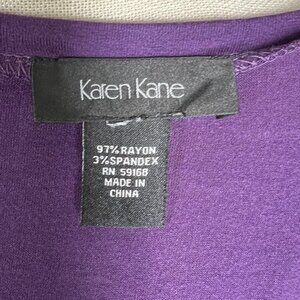 Karen Kane
97% RAYON
3% SPANDEX
RN 59168
MADE IN
CHINA